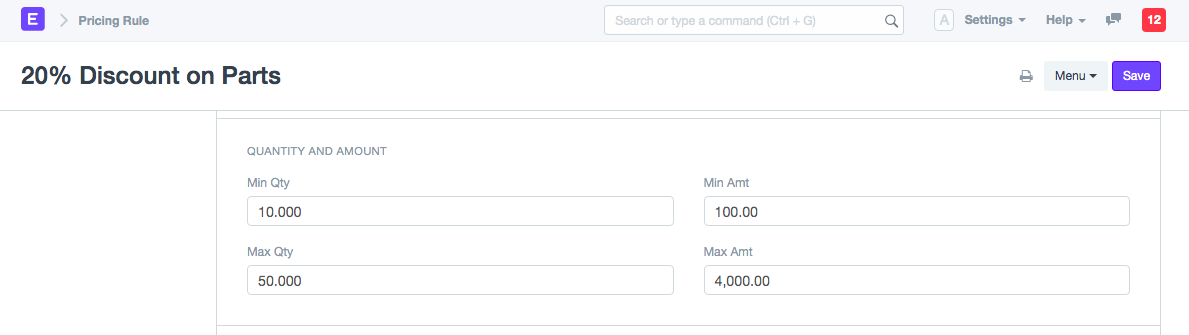 E Pricing Rule Search or type a command (Ctrl + G) A Settings Help 12
20% Discount on Parts Menu Save
QUANTITY AND AMOUNT
Min Qty Min Amt
10.000 100.00
Max Qty Max Amt
50.000 4,000.00